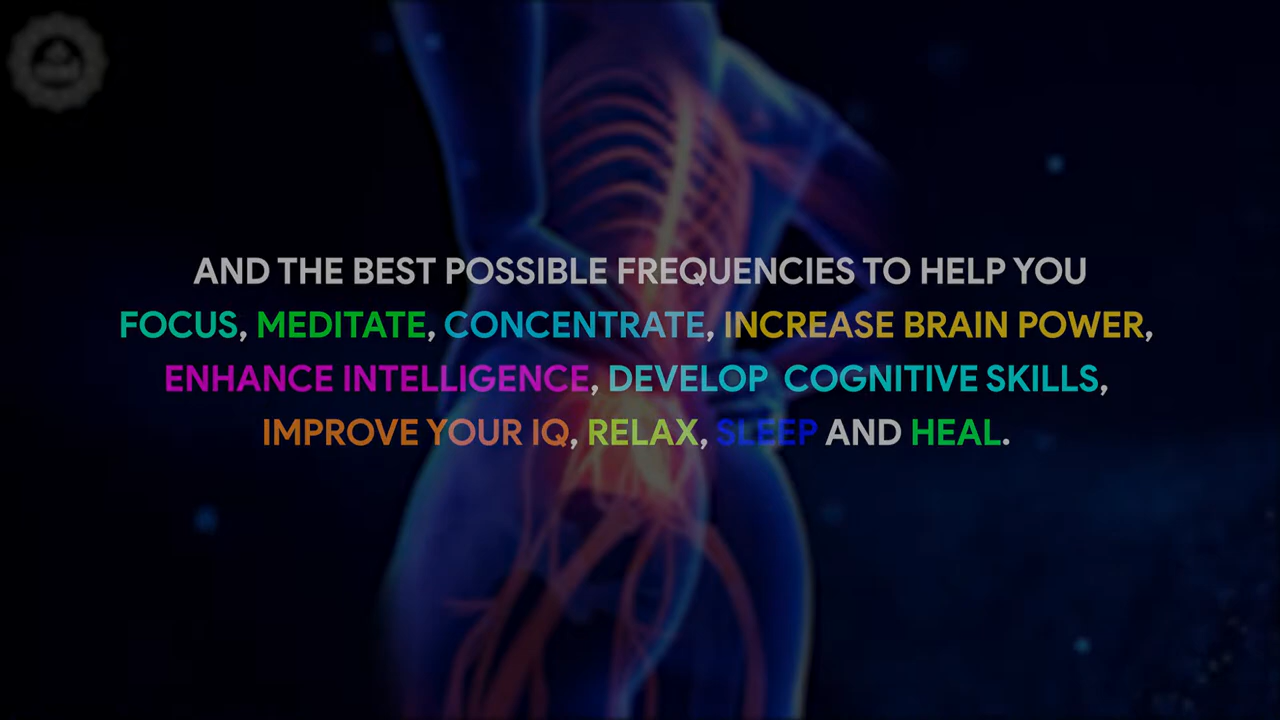 AND THE BEST POSSIBLE FREQUENCIES TO HELP YOU
FOCUS, MEDITATE, CONCENTRATE, INCREASE BRAIN POWER,
ENHANCE INTELLIGENCE, DEVELOP COGNITIVE SKILLS,
IMPROVE YOUR IQ, RELAX, SLEEP AND HEAL.